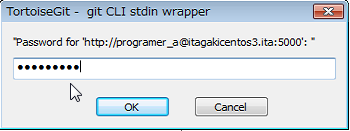 TortoiseGit - git CLI stdin wrapper
"Password for 'http://programer_a@itagakicentos3.ita:5000': "
●●●●●●●●●
OK
Cancel